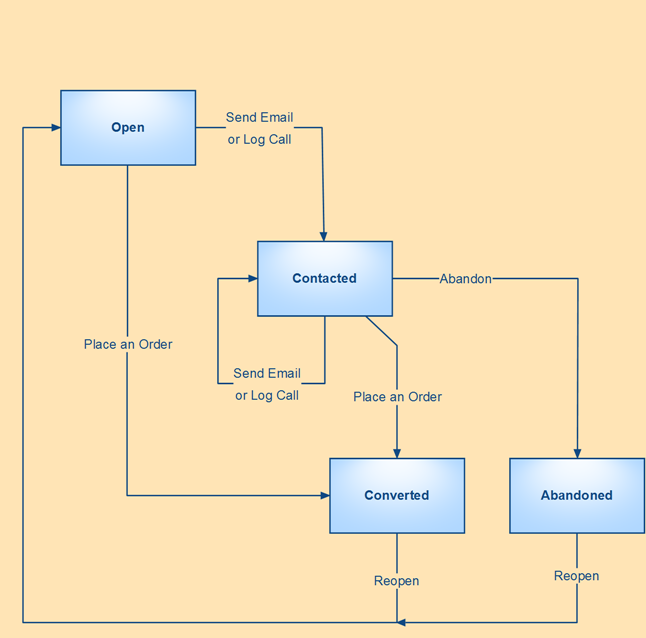 Open
Send Email
or Log Call
Contacted
Abandon
Place an Order
Send Email
or Log Call
Place an Order
Converted
Abandoned
Reopen
Reopen